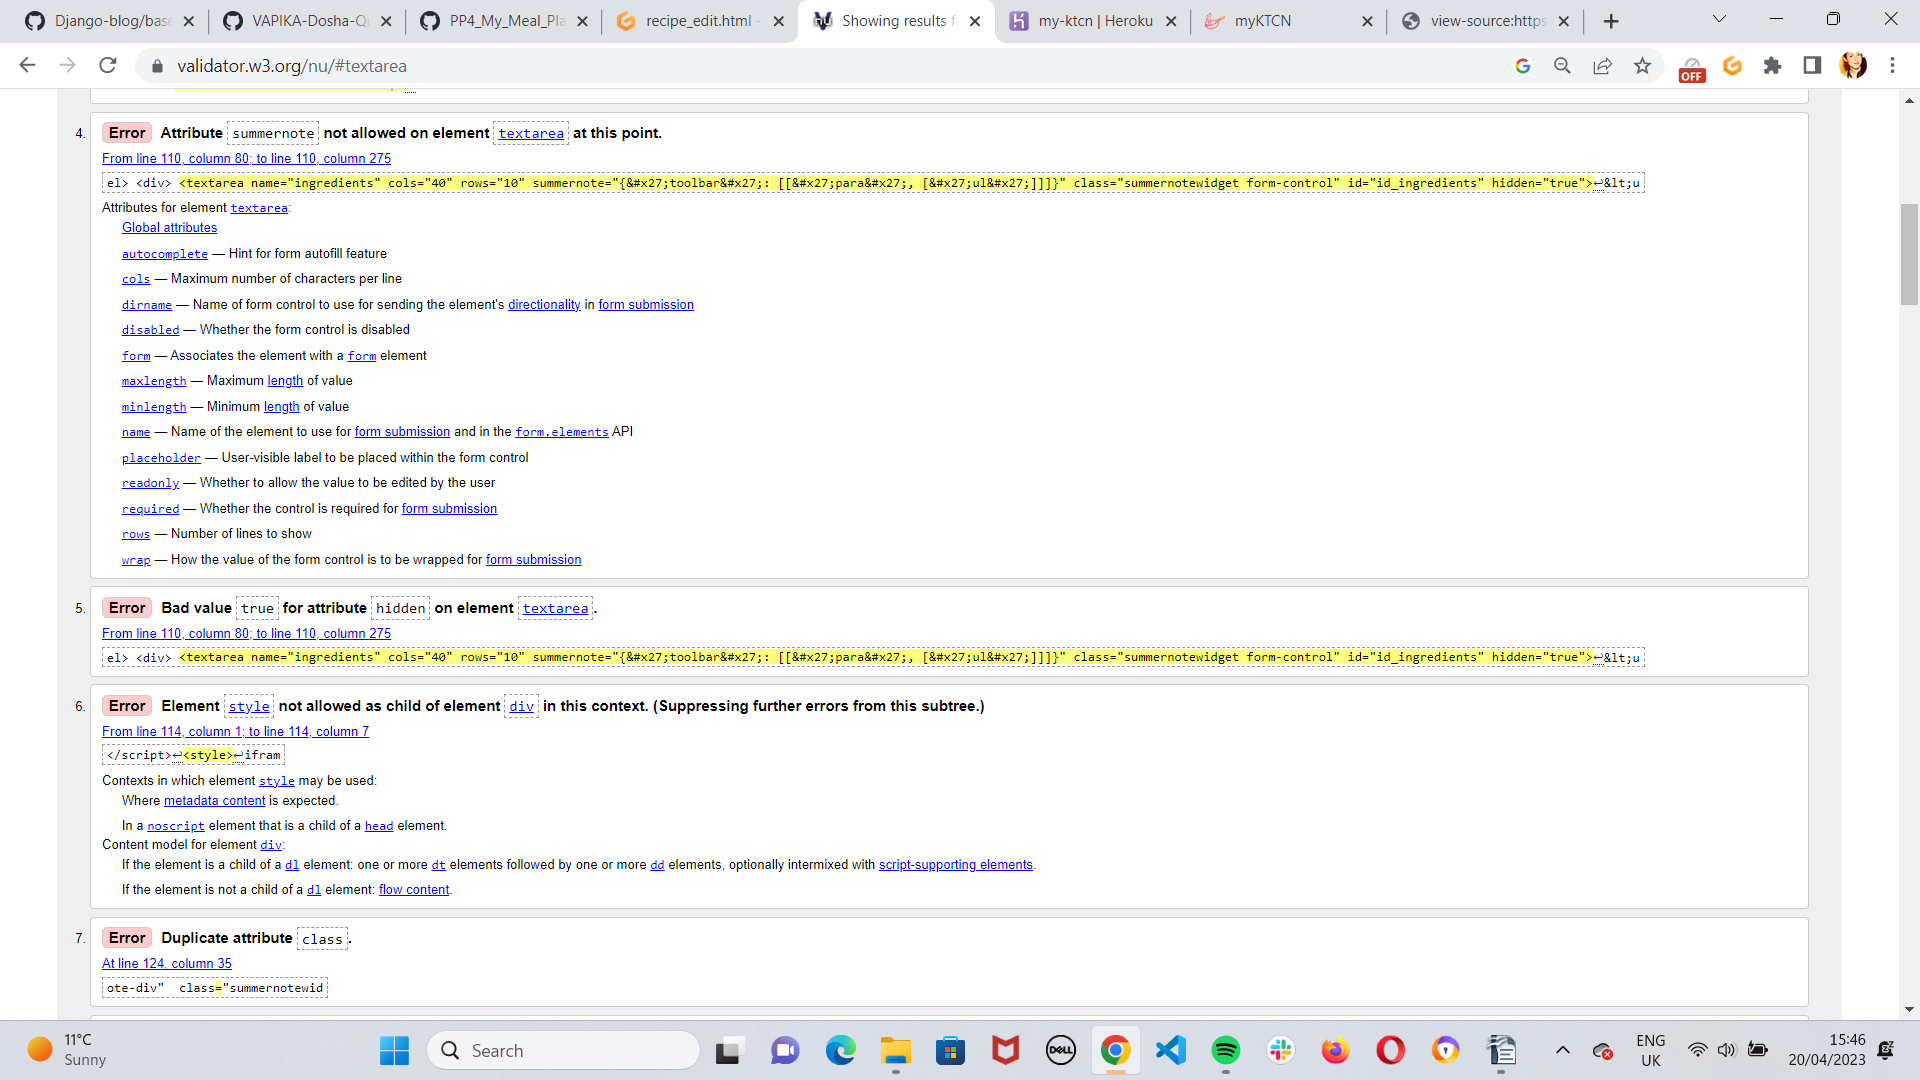 Django-blog/base
VAPIKA-Dosha-Q
PP4_My_Meal_Pla
recipe_edit.html -
Showing results f
my-ktcn | Heroku
myKTCN
view-source:https
validator.w3.org/nu/#textarea
OFF
4. Error Attribute summernote not allowed on element textarea at this point.
From line 110, column 80; to line 110, column 275
el> <div> <textarea name="ingredients" cols="40" rows="10" summernote="{&#x27;toolbar&#x27;: [[&#x27;para&#x27;, [&#x27;ul&#x27;]]]}" class="summernotewidget form-control" id="id_ingredients" hidden="true">↩&lt;u
Attributes for element textarea:
Global attributes
autocomplete — Hint for form autofill feature
cols — Maximum number of characters per line
dirname — Name of form control to use for sending the element's directionality in form submission
disabled — Whether the form control is disabled
form — Associates the element with a form element
maxlength — Maximum length of value
minlength — Minimum length of value
name — Name of the element to use for form submission and in the form.elements API
placeholder — User-visible label to be placed within the form control
readonly — Whether to allow the value to be edited by the user
required — Whether the control is required for form submission
rows — Number of lines to show
wrap — How the value of the form control is to be wrapped for form submission
5. Error Bad value true for attribute hidden on element textarea.
From line 110, column 80; to line 110, column 275
el> <div> <textarea name="ingredients" cols="40" rows="10" summernote="{&#x27;toolbar&#x27;: [[&#x27;para&#x27;, [&#x27;ul&#x27;]]]}" class="summernotewidget form-control" id="id_ingredients" hidden="true">↩&lt;u
6. Error Element style not allowed as child of element div in this context. (Suppressing further errors from this subtree.)
From line 114, column 1; to line 114, column 7
</script>↩<style>↩ifram
Contexts in which element style may be used:
Where metadata content is expected.
In a noscript element that is a child of a head element.
Content model for element div:
If the element is a child of a dl element: one or more dt elements followed by one or more dd elements, optionally intermixed with script-supporting elements.
If the element is not a child of a dl element: flow content.
7. Error Duplicate attribute class.
At line 124, column 35
ote-div"  class="summernotewid
11°C
Sunny
Search
DELL
ENG
UK
15:46
20/04/2023